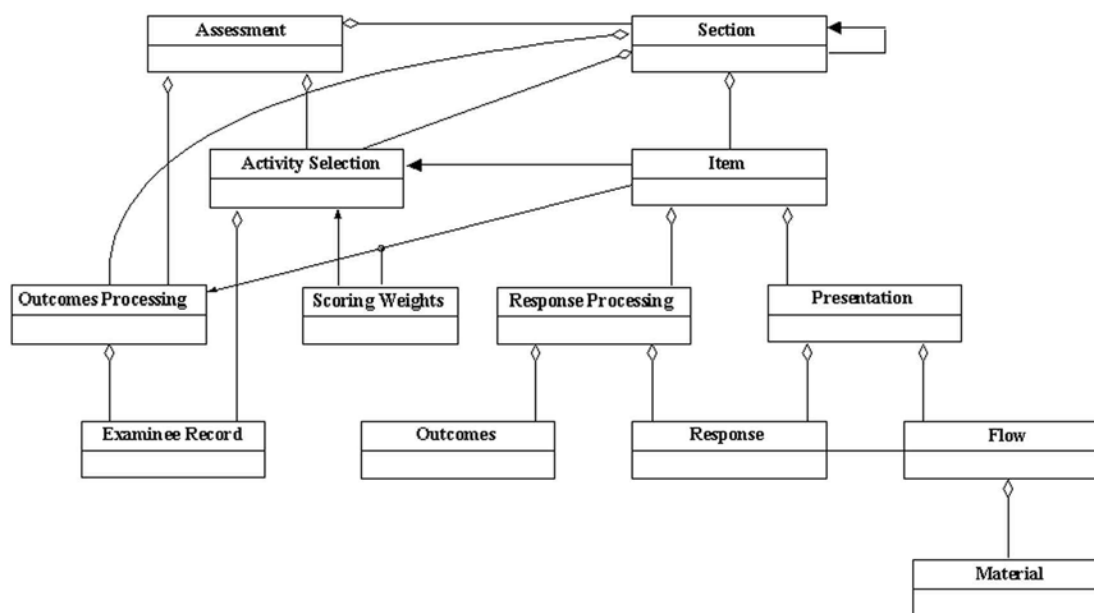 Assessment
Section
Activity Selection
Item
Outcomes Processing
Scoring Weights
Response Processing
Presentation
Examinee Record
Outcomes
Response
Flow
Material